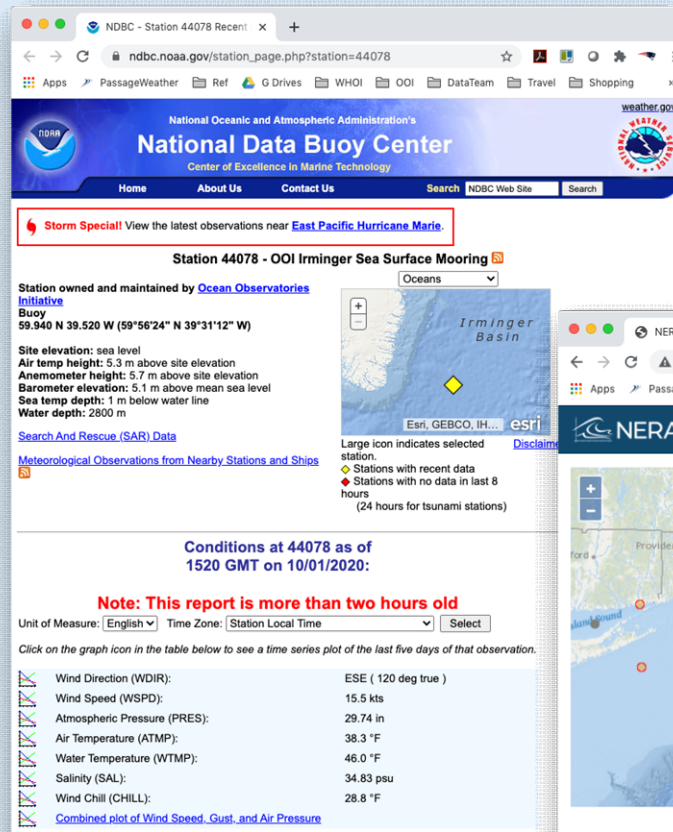 NDBC - Station 44078 Recent
ndbc.noaa.gov/station_page.php?station=44078
Apps PassageWeather Ref G Drives WHOI OOI DataTeam Travel Shopping
National Oceanic and Atmospheric Administration's
National Data Buoy Center
Center of Excellence in Marine Technology
weather.gov
NOAA
Home About Us Contact Us Search NDBC Web Site Search
Storm Special! View the latest observations near East Pacific Hurricane Marie.
Station 44078 - OOI Irminger Sea Surface Mooring
Station owned and maintained by Ocean Observatories
Initiative
Buoy
59.940 N 39.520 W (59°56'24" N 39°31'12" W)
Site elevation: sea level
Air temp height: 5.3 m above site elevation
Anemometer height: 5.7 m above site elevation
Barometer elevation: 5.1 m above mean sea level
Sea temp depth: 1 m below water line
Water depth: 2800 m
Search And Rescue (SAR) Data
Meteorological Observations from Nearby Stations and Ships
Oceans
+
−
Irminger
Basin
Esri, GEBCO, IH... esri
Large icon indicates selected
station.
Disclaime
Stations with recent data
Stations with no data in last 8
hours
(24 hours for tsunami stations)
Conditions at 44078 as of
1520 GMT on 10/01/2020:
Note: This report is more than two hours old
Unit of Measure: English Time Zone: Station Local Time Select
Click on the graph icon in the table below to see a time series plot of the last five days of that observation.
Wind Direction (WDIR): ESE ( 120 deg true )
Wind Speed (WSPD): 15.5 kts
Atmospheric Pressure (PRES): 29.74 in
Air Temperature (ATMP): 38.3 °F
Water Temperature (WTMP): 46.0 °F
Salinity (SAL): 34.83 psu
Wind Chill (CHILL): 28.8 °F
Combined plot of Wind Speed, Gust, and Air Pressure
NER
Apps Passa
NERA
+
−
Provide
ford
sland Sound